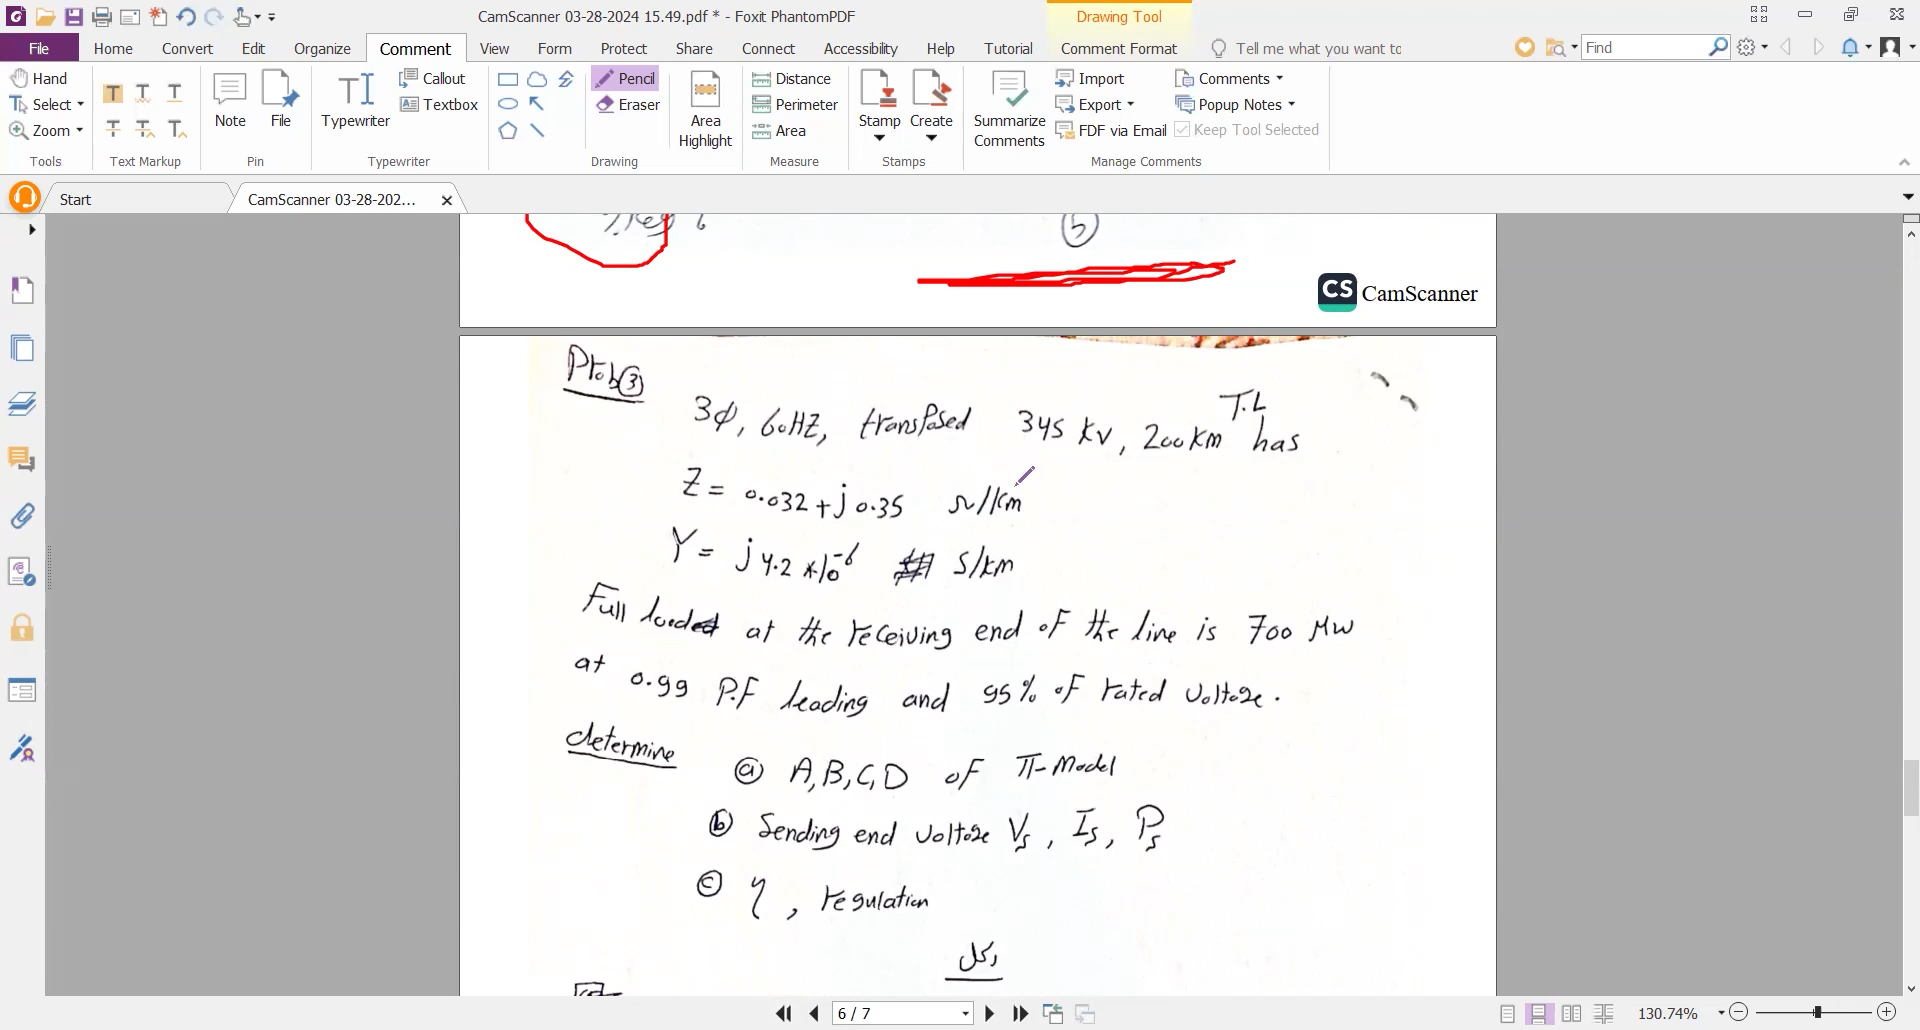 CamScanner 03-28-2024 15.49.pdf * - Foxit PhantomPDF
Drawing Tool
File Home Convert Edit Organize Comment View Form Protect Share Connect Accessibility Help Tutorial Comment Format Tell me what you want to Find
Hand
Select
Zoom
Tools
T T T
T T T
Text Markup
Note File
Pin
Typewriter
Callout
Textbox
Typewriter
Pencil
Eraser
Drawing
Area Highlight
Distance
Perimeter
Area
Measure
Stamp Create
Stamps
Summarize Comments
Import
Export
FDF via Email
Comments
Popup Notes
Keep Tool Selected
Manage Comments
Start
CamScanner 03-28-202...
%Reg
b
CS CamScanner
Prob 3
3φ, 60HZ, transposed 345 kv, 200km T.L has
Z = 0.032 + j 0.35 Ω/km
Y = j 4.2 * 10^-6 S/km
Full load at the receiving end of the line is 700 MW
at 0.99 P.F leading and 95% of rated voltage.
determine
a A, B, C, D of π-Model
b Sending end voltage Vs, Is, Ps
c η, regulation
6 / 7
130.74%